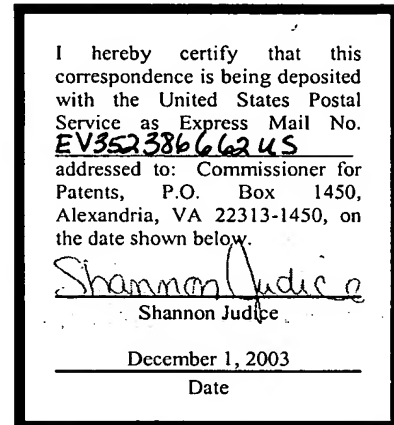 I hereby certify that this
correspondence is being deposited
with the United States Postal
Service as Express Mail No.
EV352386662US
addressed to: Commissioner for
Patents, P.O. Box 1450,
Alexandria, VA 22313-1450, on
the date shown below.
Shannon Judice
Shannon Judice
December 1, 2003
Date